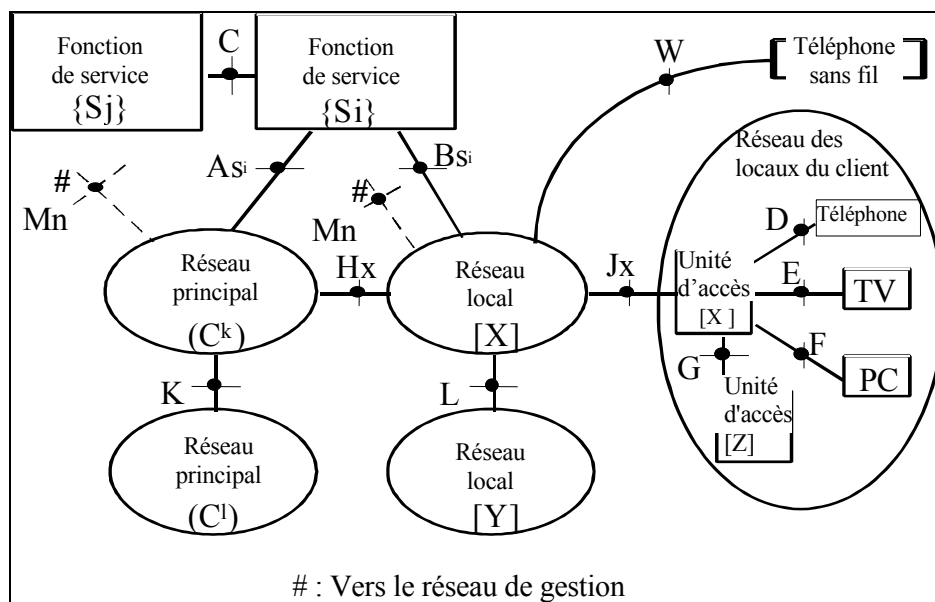 Fonction
de service
{Sj}
C
Fonction
de service
{Si}
W
Téléphone
sans fil
Asi
Bsi
#
Mn
#
Mn
Réseau des
locaux du client
D
Téléphone
Réseau
principal
(Ck)
Hx
Réseau
local
[X]
Jx
Unité
d'accès
[X ]
E
TV
F
PC
G
Unité
d'accès
[Z]
K
L
Réseau
principal
(Cl)
Réseau
local
[Y]
# : Vers le réseau de gestion